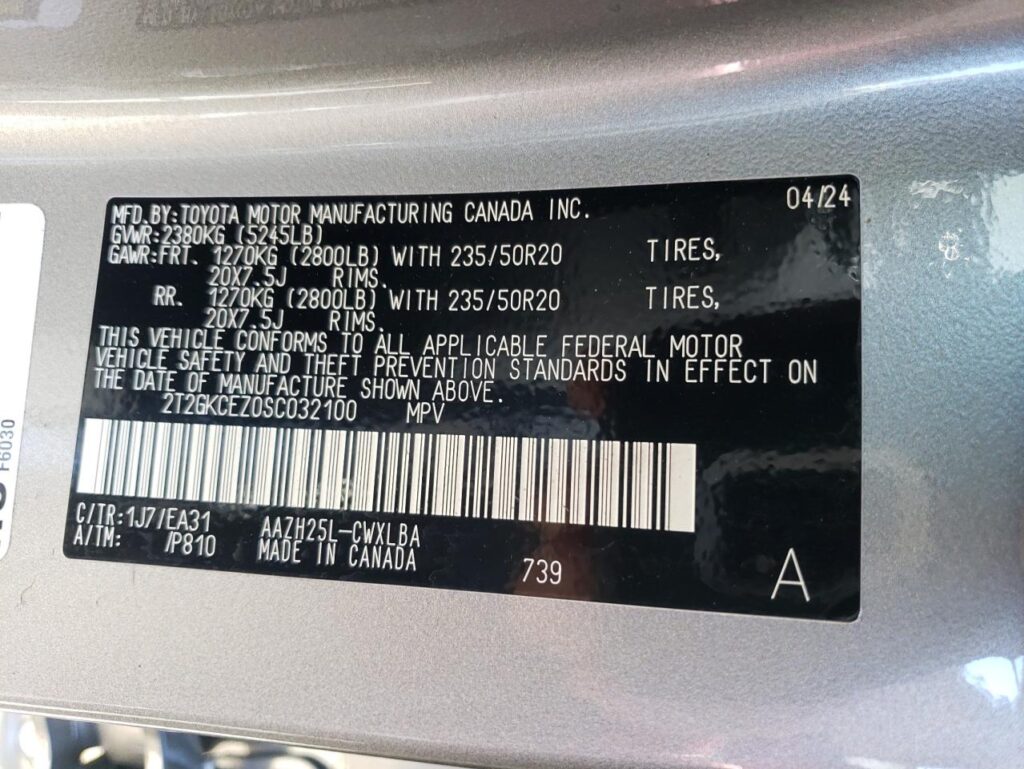 MFD.BY:TOYOTA MOTOR MANUFACTURING CANADA INC. 04/24
GVWR:2380KG (5245LB)
GAWR:FRT. 1270KG (2800LB) WITH 235/50R20 TIRES,
20X7.5J RIMS.
RR. 1270KG (2800LB) WITH 235/50R20 TIRES,
20X7.5J RIMS.
THIS VEHICLE CONFORMS TO ALL APPLICABLE FEDERAL MOTOR
VEHICLE SAFETY AND THEFT PREVENTION STANDARDS IN EFFECT ON
THE DATE OF MANUFACTURE SHOWN ABOVE.
2T2GKCEZ0SC032100 MPV
C/TR:1J7/EA31 AAZH25L-CWXLBA
A/TM: /P810 MADE IN CANADA
739
A
F6030